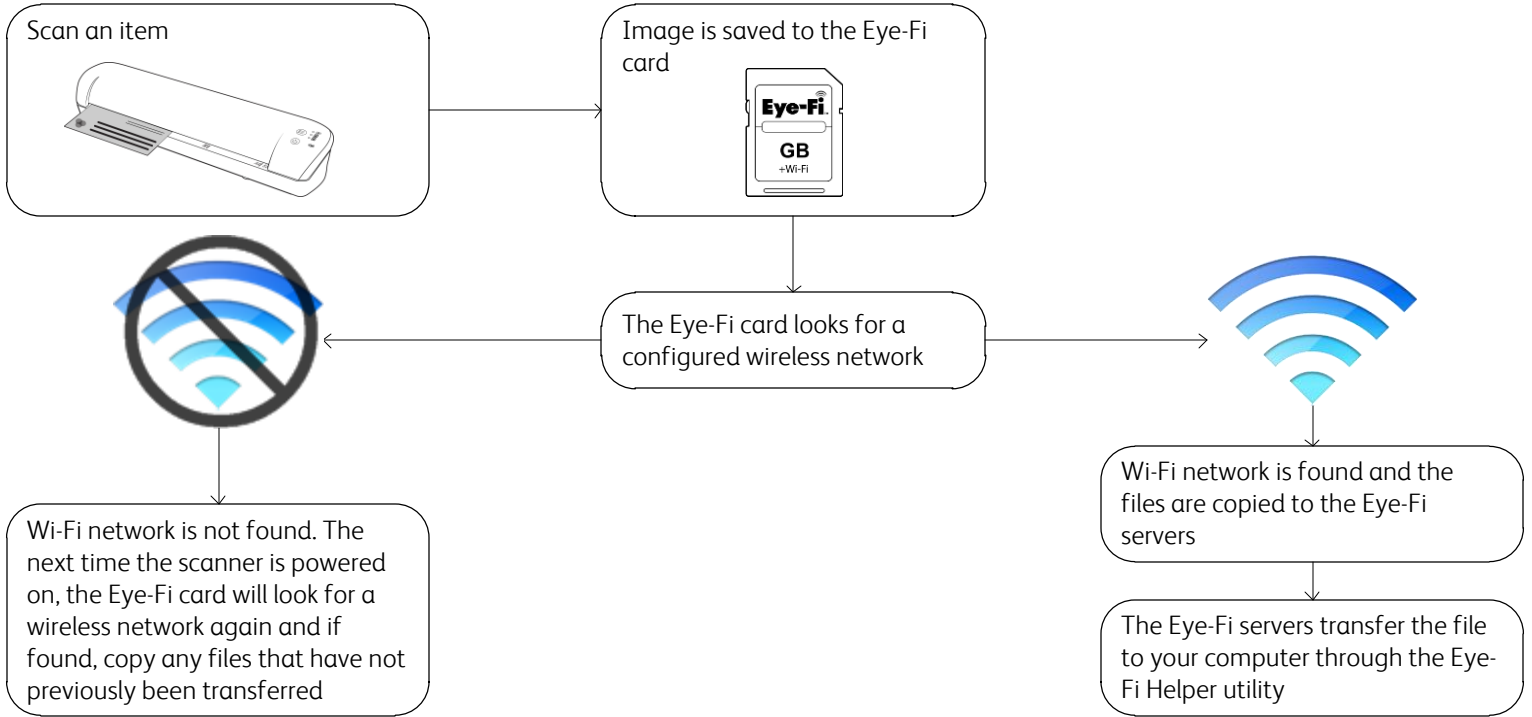 Scan an item
Image is saved to the Eye-Fi
card
Eye-Fi
GB
+Wi-Fi
The Eye-Fi card looks for a
configured wireless network
Wi-Fi network is not found. The
next time the scanner is powered
on, the Eye-Fi card will look for a
wireless network again and if
found, copy any files that have not
previously been transferred
Wi-Fi network is found and the
files are copied to the Eye-Fi
servers
The Eye-Fi servers transfer the file
to your computer through the Eye-
Fi Helper utility